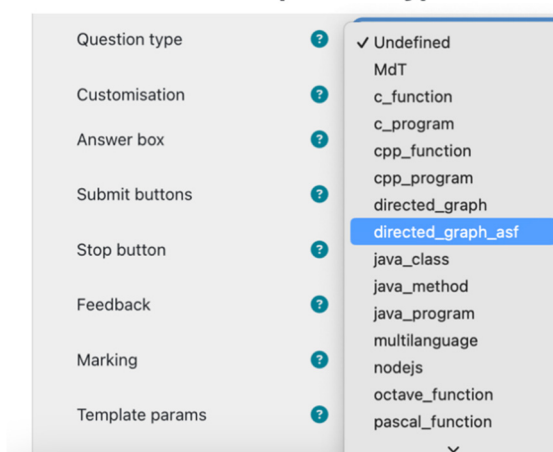 Question type
Customisation
Answer box
Submit buttons
Stop button
Feedback
Marking
Template params
✓ Undefined
MdT
c_function
c_program
cpp_function
cpp_program
directed_graph
directed_graph_asf
java_class
java_method
java_program
multilanguage
nodejs
octave_function
pascal_function